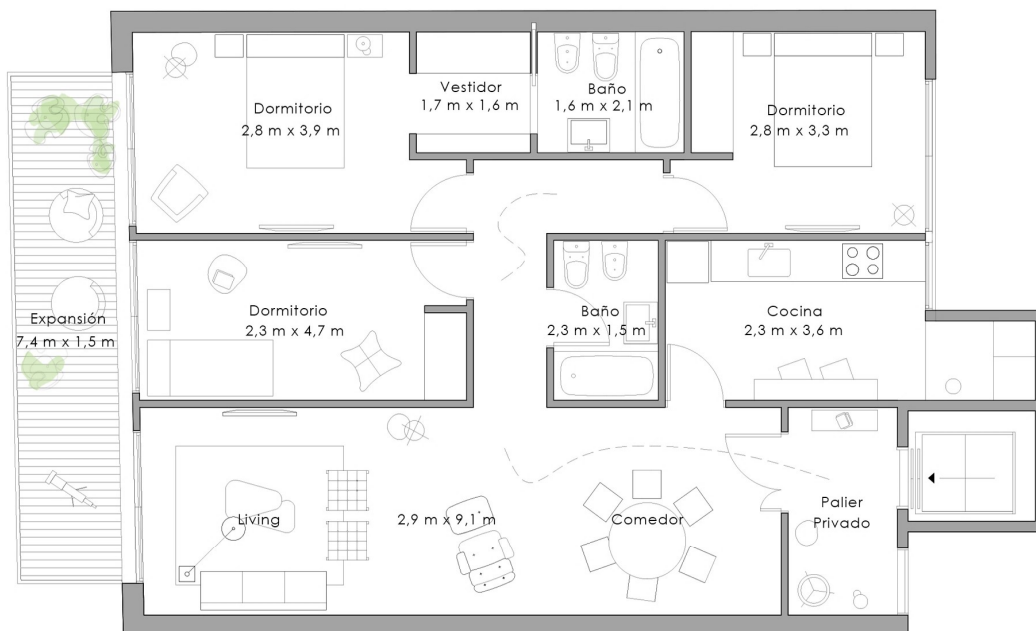 Dormitorio
2,8 m x 3,9 m
Vestidor
1,7 m x 1,6 m
Baño
1,6 m x 2,1 m
Dormitorio
2,8 m x 3,3 m
Expansión
7,4 m x 1,5 m
Dormitorio
2,3 m x 4,7 m
Baño
2,3 m x 1,5 m
Cocina
2,3 m x 3,6 m
Living
2,9 m x 9,1 m
Comedor
Palier
Privado